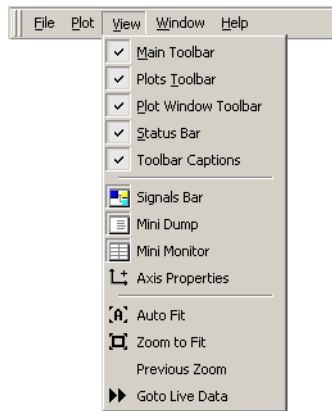 File Plot View Window Help
Main Toolbar
Plots Toolbar
Plot Window Toolbar
Status Bar
Toolbar Captions
Signals Bar
Mini Dump
Mini Monitor
Axis Properties
Auto Fit
Zoom to Fit
Previous Zoom
Goto Live Data